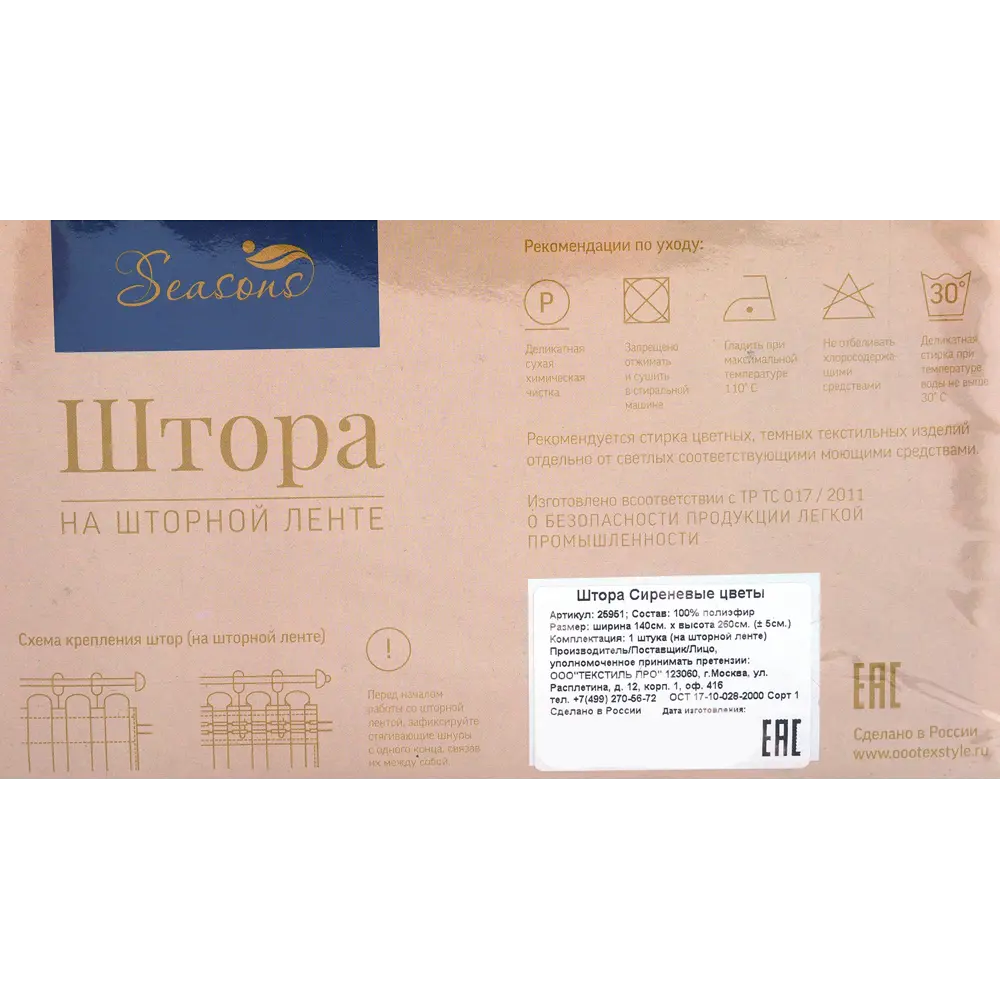 Seasons
Штора
НА ШТОРНОЙ ЛЕНТЕ
Схема крепления штор (на шторной ленте)
!
Перед началом
работы со шторной
лентой, зафиксируйте
стягивающие шнуры
с одного конца, связав
их между собой
Рекомендации по уходу:
P
Деликатная
сухая
химическая
чистка
Запрещено
отжимать
и сушить
в стиральной
машине
Гладить при
максимальной
температуре
110° С
Не отбеливать
хлоросодержа-
щими
средствами
30°
Деликатная
стирка при
температуре
воды не выше
30° С
Рекомендуется стирка цветных, темных текстильных изделий
отдельно от светлых соответствующими моющими средствами.
Изготовлено всоответствии с ТР ТС 017 / 2011
О БЕЗОПАСНОСТИ ПРОДУКЦИИ ЛЕГКОЙ
ПРОМЫШЛЕННОСТИ
Штора Сиреневые цветы
Артикул: 25951; Состав: 100% полиэфир
Размер: ширина 140см. х высота 260см. (± 5см.)
Комплектация: 1 штука (на шторной ленте)
Производитель/Поставщик/Лицо,
уполномоченное принимать претензии:
ООО"ТЕКСТИЛЬ ПРО" 123060, г.Москва, ул.
Расплетина, д. 12, корп. 1, оф. 416
тел. +7(499) 270-56-72 ОСТ 17-10-028-2000 Сорт 1
Сделано в России Дата изготовления:
EAC
EAC
Сделано в России
www.oootexstyle.ru